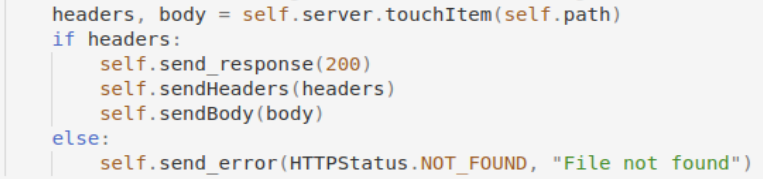 headers, body = self.server.touchItem(self.path)
if headers:
    self.send_response(200)
    self.sendHeaders(headers)
    self.sendBody(body)
else:
    self.send_error(HTTPStatus.NOT_FOUND, "File not found")